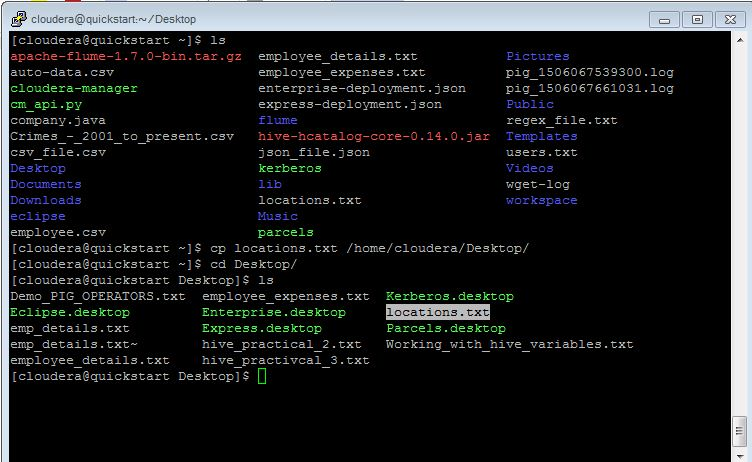 cloudera@quickstart:~/Desktop
[cloudera@quickstart ~]$ ls
apache-flume-1.7.0-bin.tar.gz employee_details.txt Pictures
auto-data.csv employee_expenses.txt pig_1506067539300.log
cloudera-manager enterprise-deployment.json pig_1506067661031.log
cm_api.py express-deployment.json Public
company.java flume regex_file.txt
Crimes_-_2001_to_present.csv hive-hcatalog-core-0.14.0.jar Templates
csv_file.csv json_file.json users.txt
Desktop kerberos Videos
Documents lib wget-log
Downloads locations.txt workspace
eclipse Music
employee.csv parcels
[cloudera@quickstart ~]$ cp locations.txt /home/cloudera/Desktop/
[cloudera@quickstart ~]$ cd Desktop/
[cloudera@quickstart Desktop]$ ls
Demo_PIG_OPERATORS.txt employee_expenses.txt Kerberos.desktop
Eclipse.desktop Enterprise.desktop locations.txt
emp_details.txt Express.desktop Parcels.desktop
emp_details.txt~ hive_practical_2.txt Working_with_hive_variables.txt
employee_details.txt hive_practivcal_3.txt
[cloudera@quickstart Desktop]$